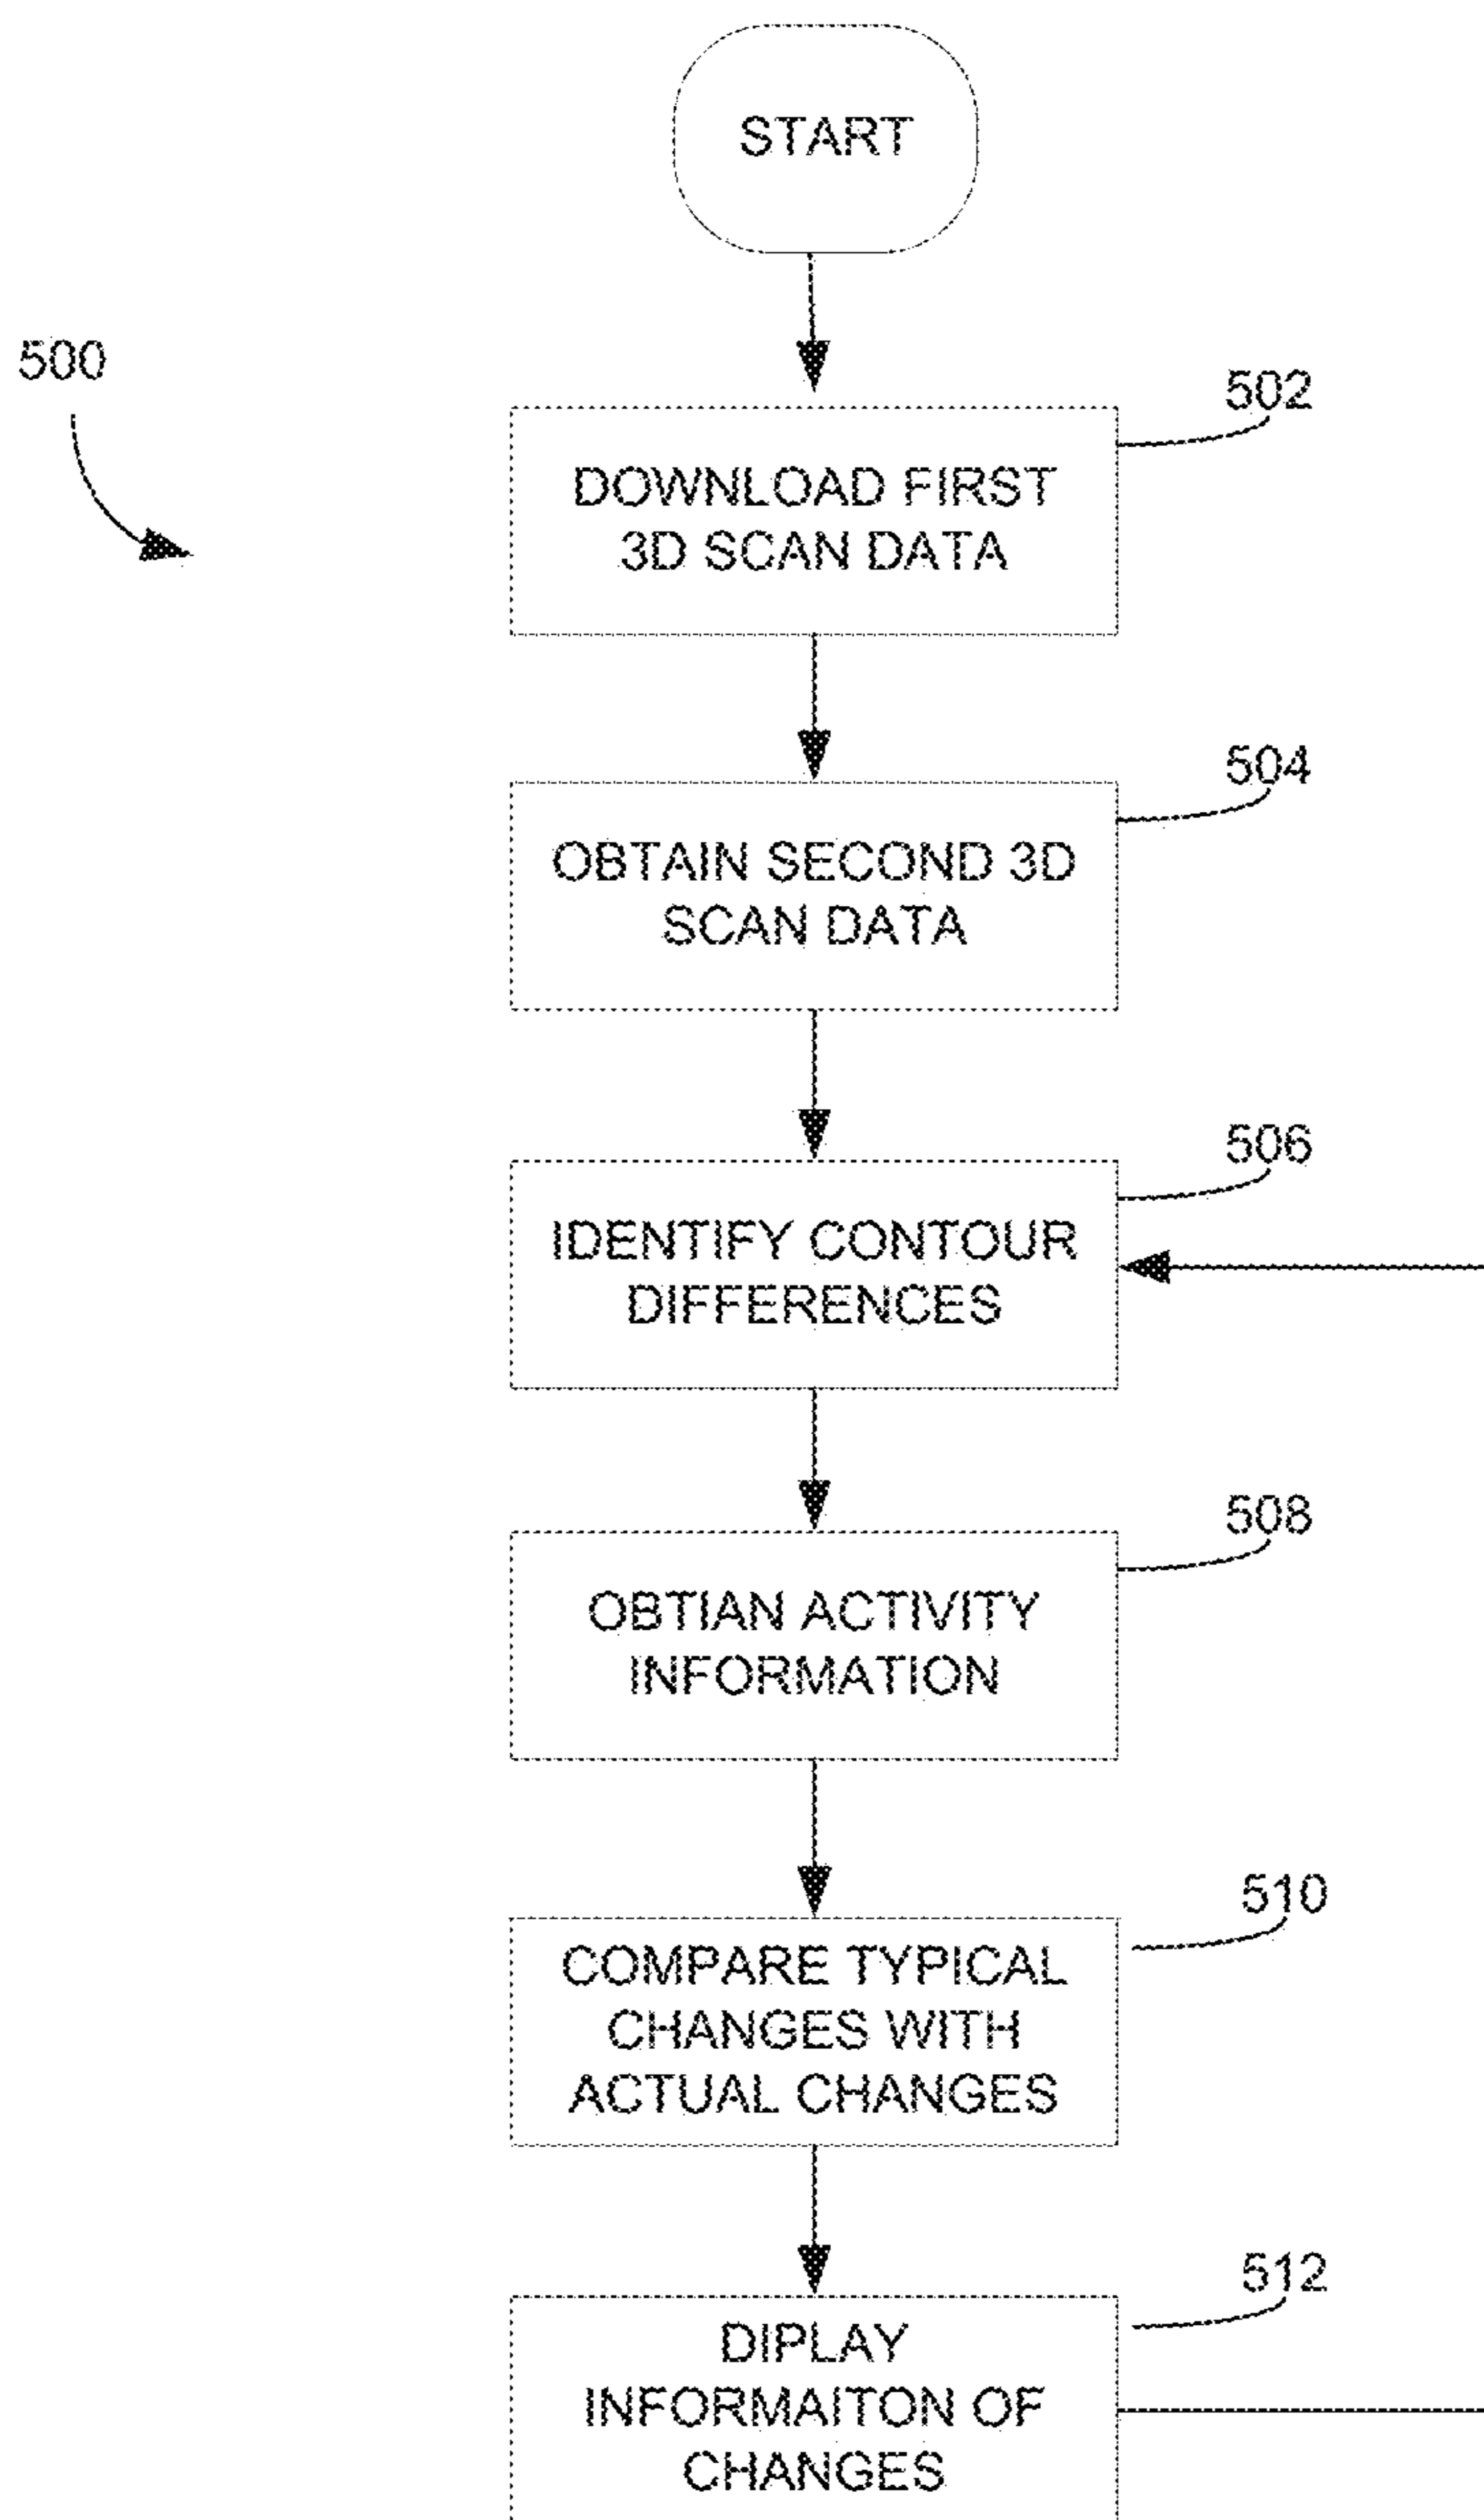 START
500
502
DOWNLOAD FIRST
3D SCAN DATA
504
OBTAIN SECOND 3D
SCAN DATA
506
IDENTIFY CONTOUR
DIFFERENCES
508
OBTIAN ACTIVITY
INFORMATION
510
COMPARE TYPICAL
CHANGES WITH
ACTUAL CHANGES
512
DIPLAY
INFORMAITON OF
CHANGES